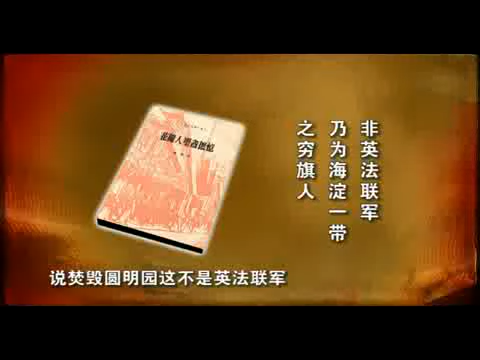 非英法联军
乃为海淀一带
之穷旗人
说焚毁圆明园这不是英法联军